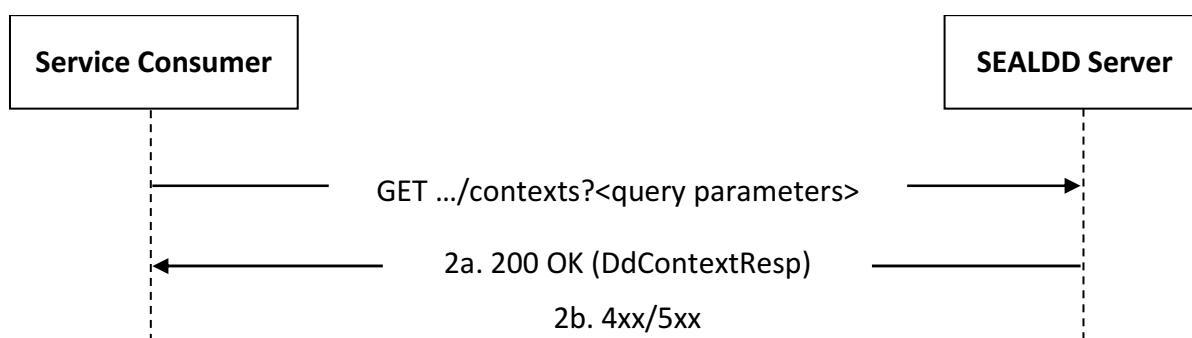 Service Consumer
SEALDD Server
GET …/contexts?<query parameters>
2a. 200 OK (DdContextResp)
2b. 4xx/5xx